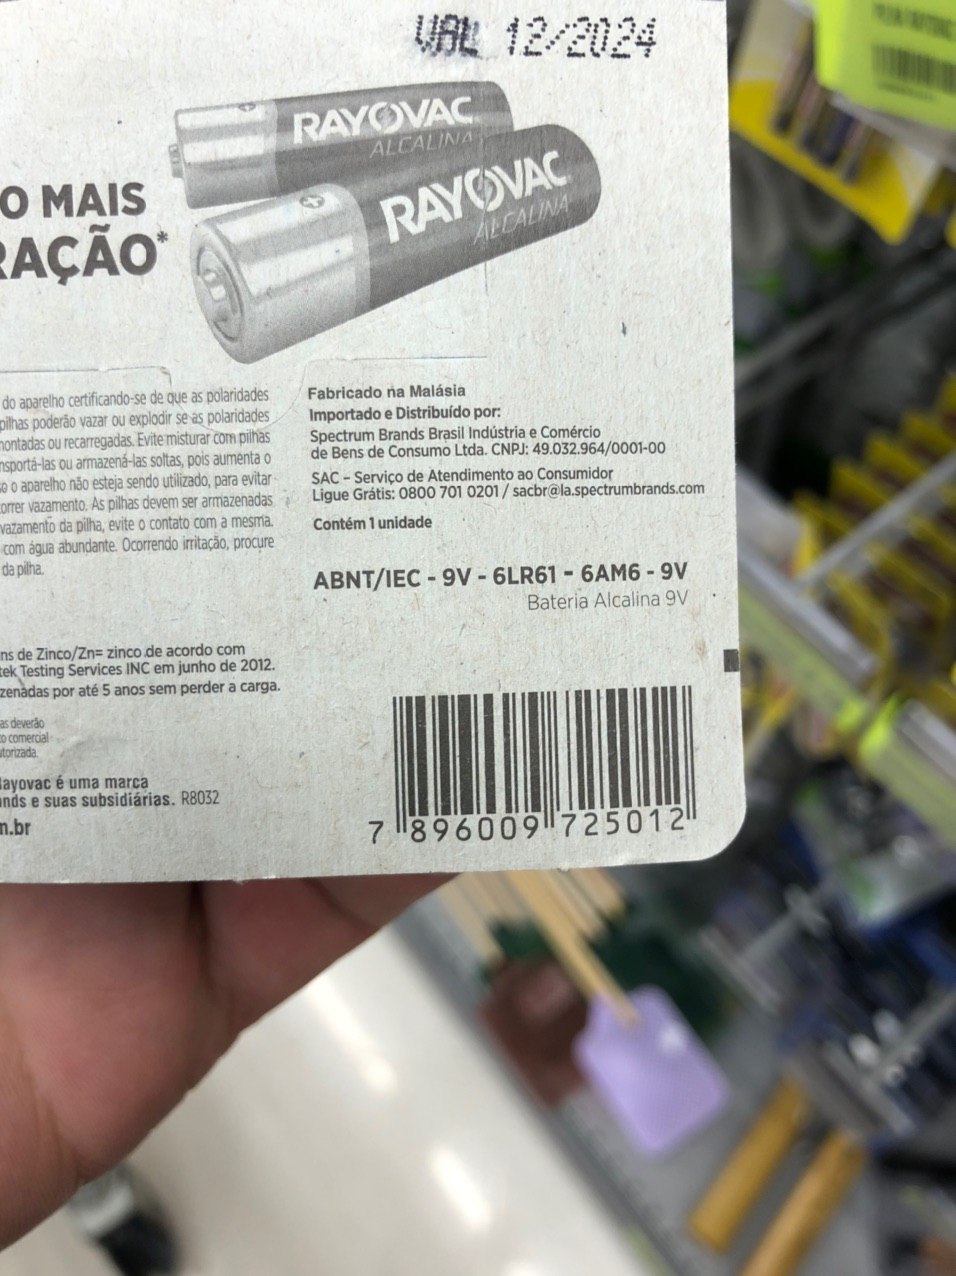 VAL 12/2024
RAYOVAC
ALCALINA
RAYOVAC
ALCALINA
O MAIS
RAÇÃO*
do aparelho certificando-se de que as polaridades
pilhas poderão vazar ou explodir se as polaridades
montadas ou recarregadas. Evite misturar com pilhas
nsportá-las ou armazená-las soltas, pois aumenta o
o o aparelho não esteja sendo utilizado, para evitar
orrer vazamento. As pilhas devem ser armazenadas
vazamento da pilha, evite o contato com a mesma.
com água abundante. Ocorrendo irritação, procure
da pilha.
Fabricado na Malásia
Importado e Distribuído por:
Spectrum Brands Brasil Indústria e Comércio
de Bens de Consumo Ltda. CNPJ: 49.032.964/0001-00
SAC - Serviço de Atendimento ao Consumidor
Ligue Grátis: 0800 701 0201 / sacbr@la.spectrumbrands.com
Contém 1 unidade
ABNT/IEC - 9V - 6LR61 - 6AM6 - 9V
Bateria Alcalina 9V
ns de Zinco/Zn= zinco de acordo com
tek Testing Services INC em junho de 2012.
zenadas por até 5 anos sem perder a carga.
as deverão
o comercial
utorizada.
Rayovac é uma marca
ands e suas subsidiárias. R8032
n.br
7 896009 725012